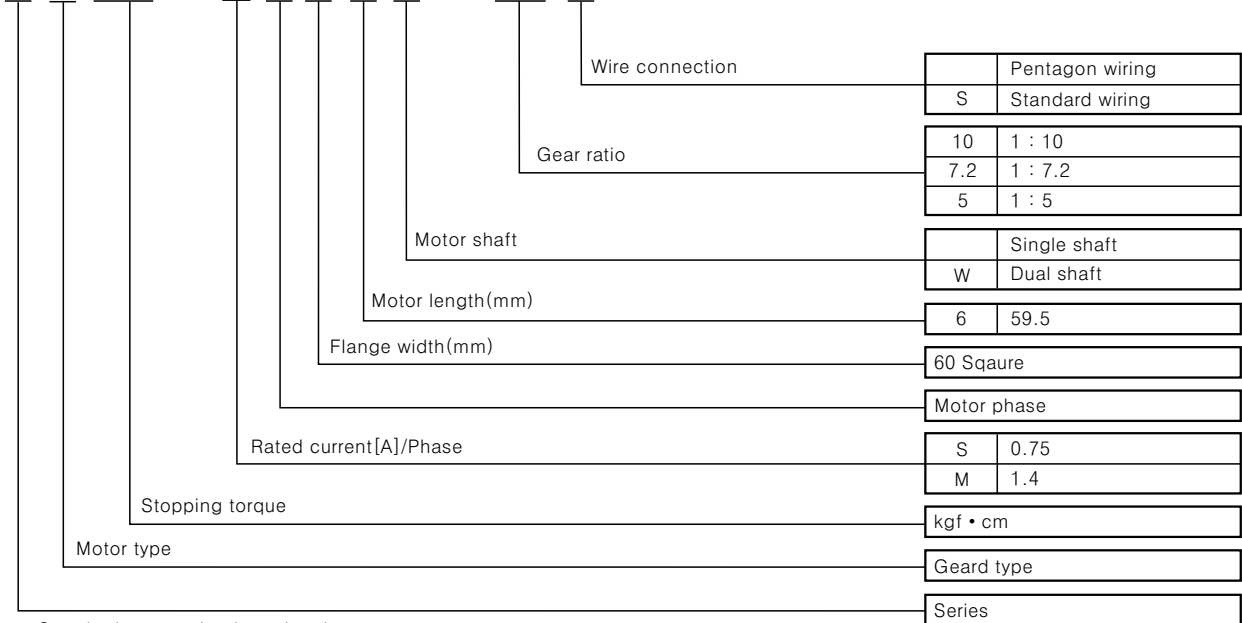 Wire connection
Pentagon wiring
S Standard wiring
10 1 : 10
Gear ratio
7.2 1 : 7.2
5 1 : 5
Motor shaft
Single shaft
W Dual shaft
Motor length(mm)
6 59.5
Flange width(mm)
60 Sqaure
Motor phase
Rated current[A]/Phase
S 0.75
M 1.4
Stopping torque
kgf • cm
Motor type
Geard type
Series